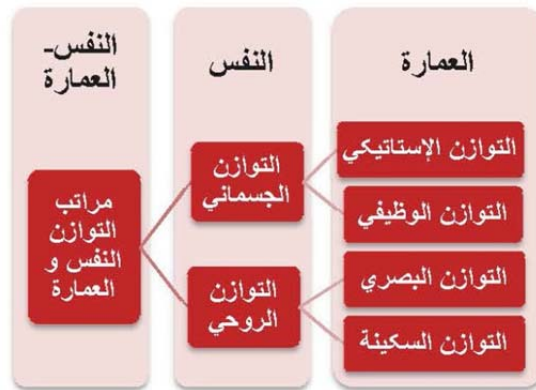 العمارة
النفس
النفس-
العمارة
التوازن الإستاتيكي
التوازن الوظيفي
التوازن البصري
التوازن السكينة
التوازن
الجسماني
التوازن
الروحي
مراتب
التوازن
النفس و
العمارة